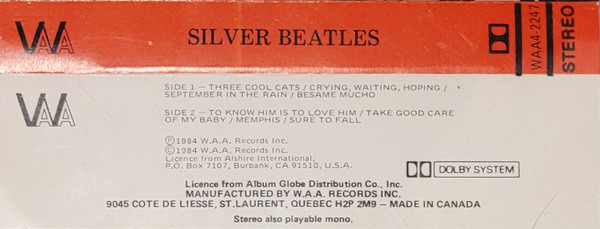 WAA
SILVER BEATLES
WAA4-2247
STEREO
WAA
SIDE 1 — THREE COOL CATS / CRYING, WAITING, HOPING /
SEPTEMBER IN THE RAIN / BESAME MUCHO
SIDE 2 — TO KNOW HIM IS TO LOVE HIM / TAKE GOOD CARE
OF MY BABY / MEMPHIS / SURE TO FALL
Ⓟ1984 W.A.A. Records Inc.
©1984 W.A.A. Records Inc.
Licence from Alshire International,
P.O. Box 7107, Burbank, CA 91510, U.S.A.
DOLBY SYSTEM
Licence from Album Globe Distribution Co., Inc.
MANUFACTURED BY W.A.A. RECORDS INC.
9045 COTE DE LIESSE, ST.LAURENT, QUEBEC H2P 2M9 – MADE IN CANADA
Stereo also playable mono.